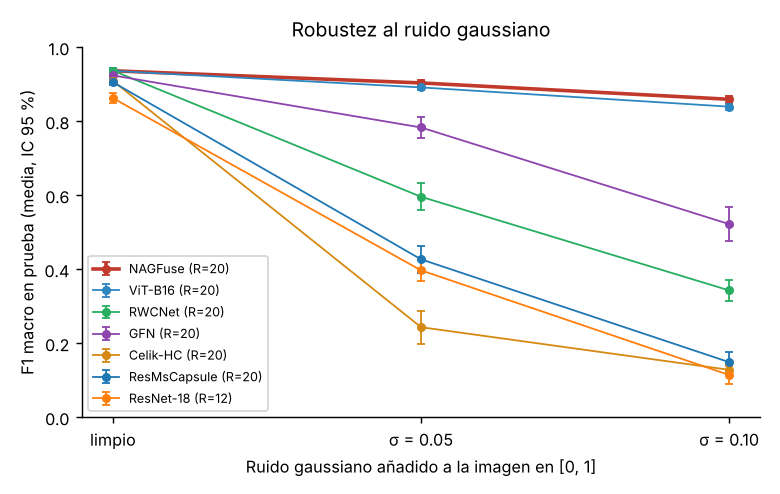 Robustez al ruido gaussiano
F1 macro en prueba (media, IC 95 %)
1.0
0.8
0.6
0.4
0.2
0.0
NAGFuse (R=20)
ViT-B16 (R=20)
RWCNet (R=20)
GFN (R=20)
Celik-HC (R=20)
ResMsCapsule (R=20)
ResNet-18 (R=12)
limpio
σ = 0.05
σ = 0.10
Ruido gaussiano añadido a la imagen en [0, 1]